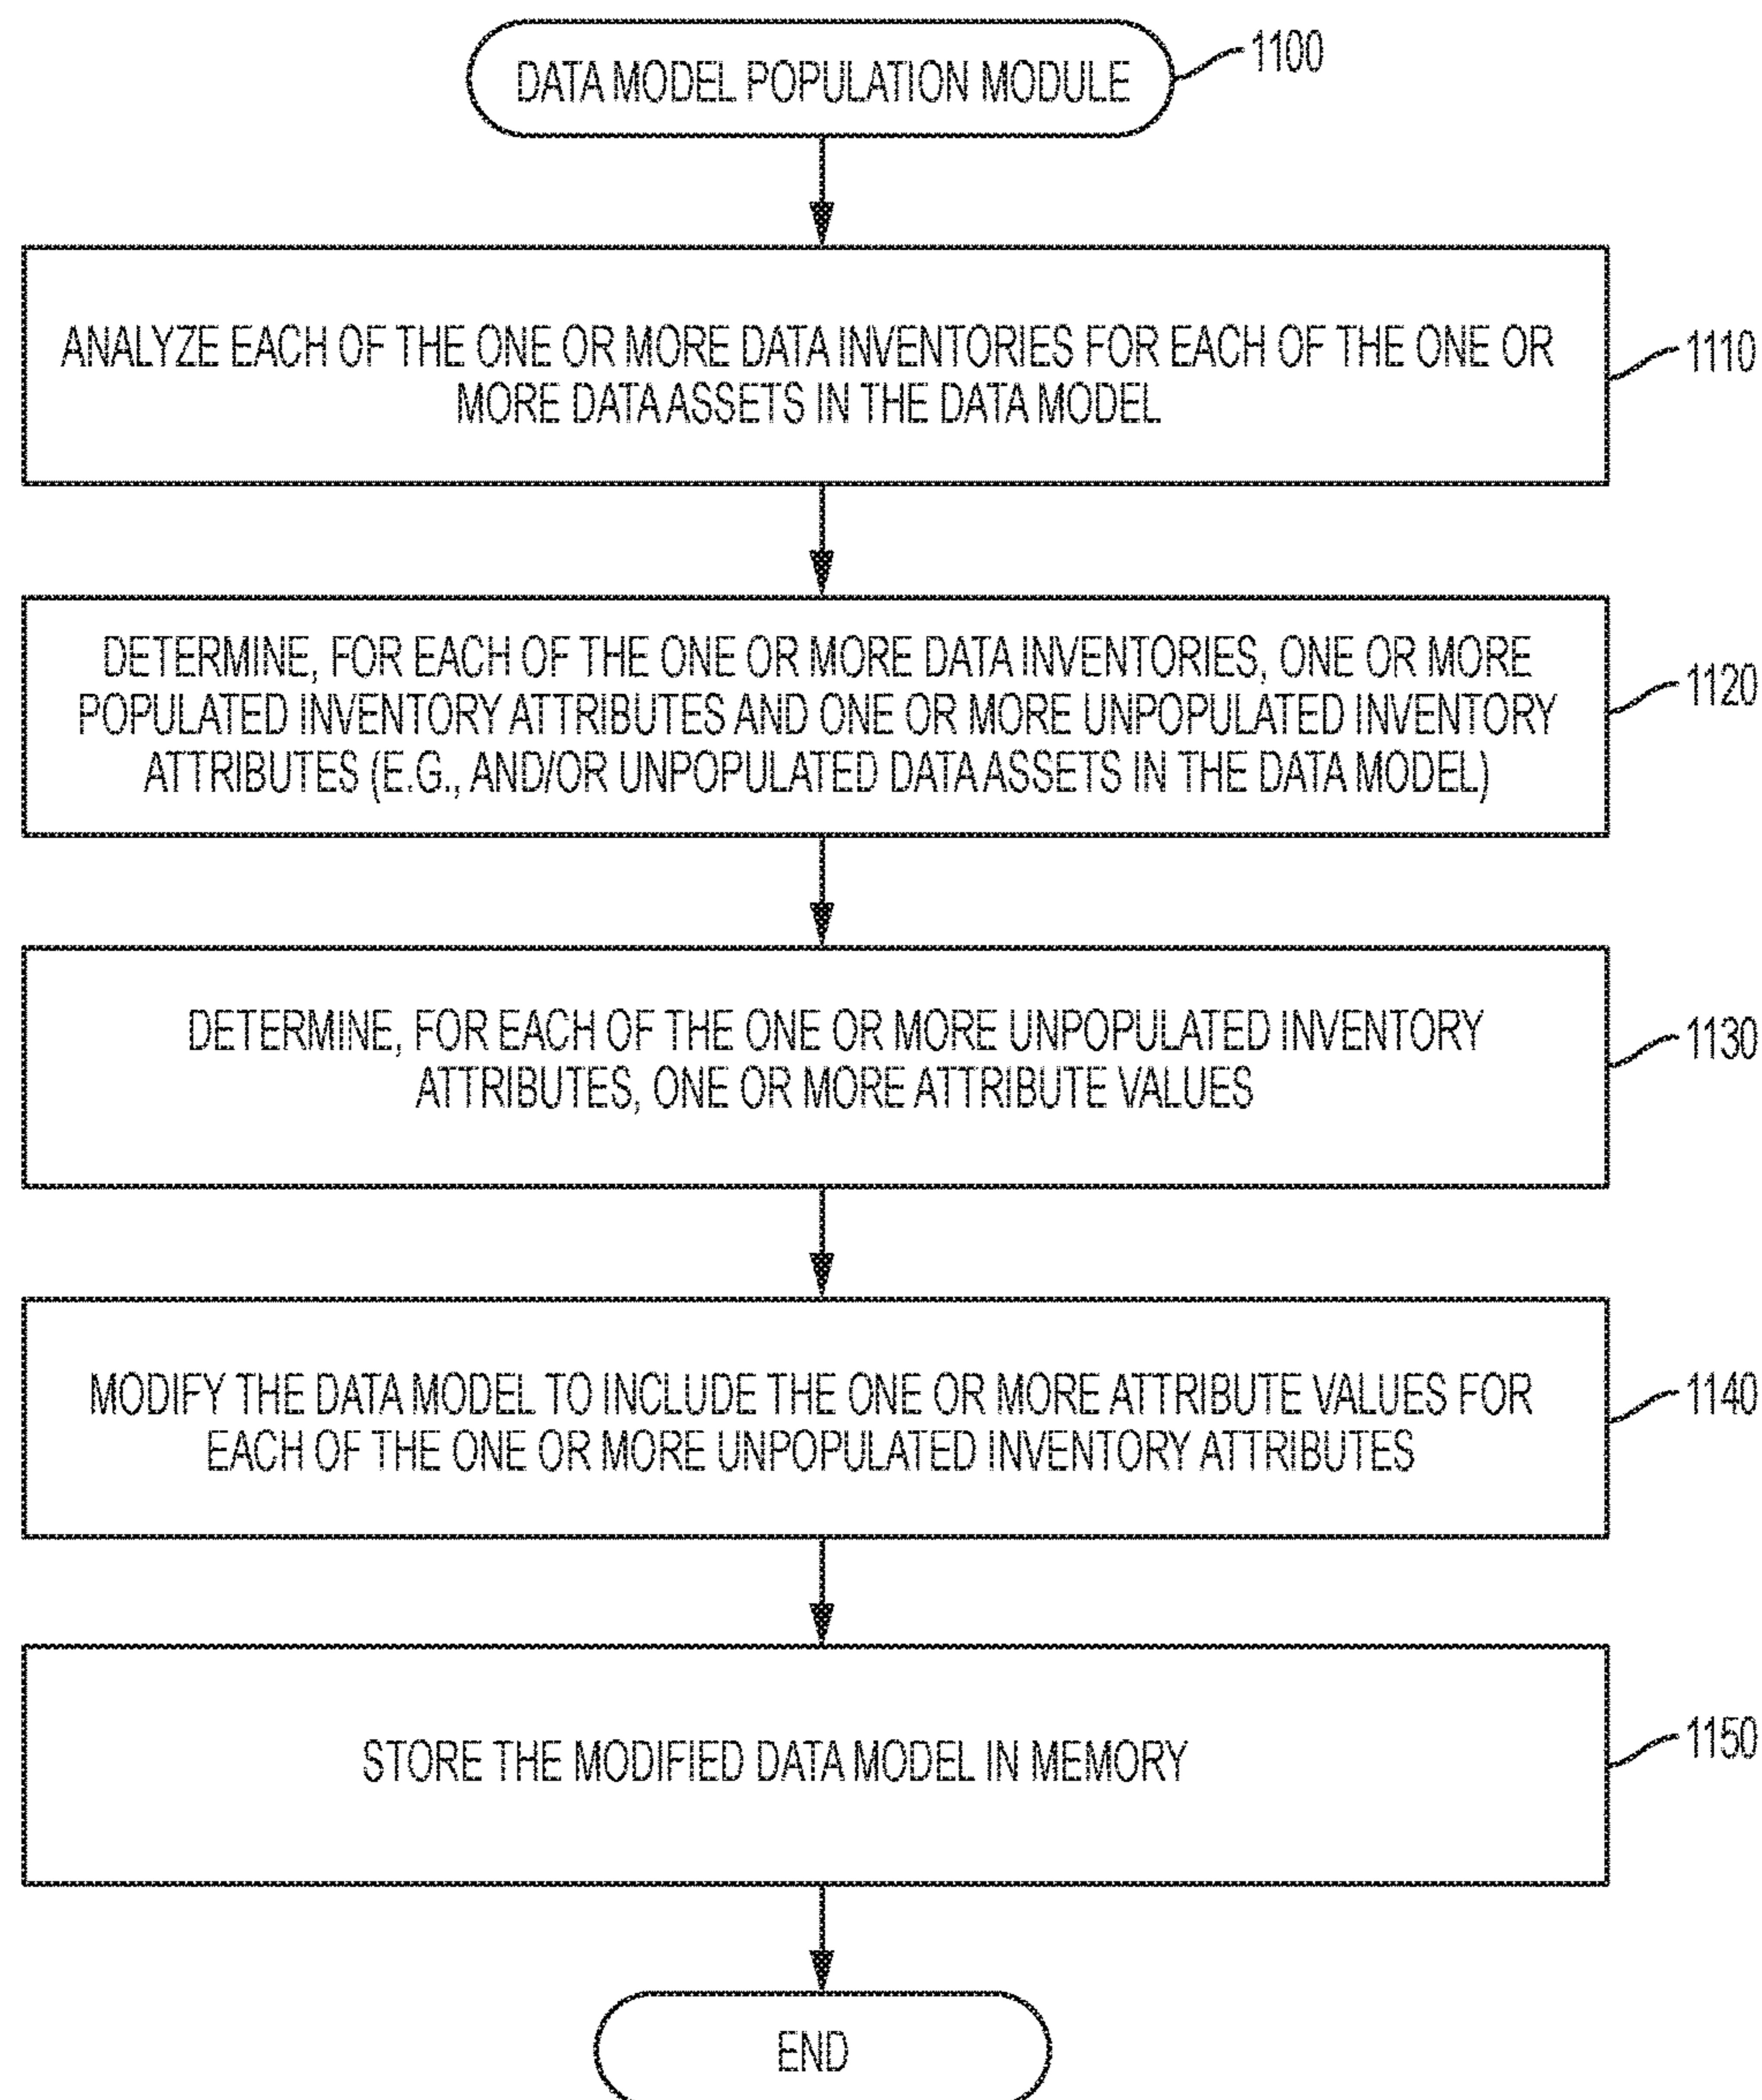 DATA MODEL POPULATION MODULE
1100
ANALYZE EACH OF THE ONE OR MORE DATA INVENTORIES FOR EACH OF THE ONE OR
MORE DATA ASSETS IN THE DATA MODEL
1110
DETERMINE, FOR EACH OF THE ONE OR MORE DATA INVENTORIES, ONE OR MORE
POPULATED INVENTORY ATTRIBUTES AND ONE OR MORE UNPOPULATED INVENTORY
ATTRIBUTES (E.G., AND/OR UNPOPULATED DATA ASSETS IN THE DATA MODEL)
1120
DETERMINE, FOR EACH OF THE ONE OR MORE UNPOPULATED INVENTORY
ATTRIBUTES, ONE OR MORE ATTRIBUTE VALUES
1130
MODIFY THE DATA MODEL TO INCLUDE THE ONE OR MORE ATTRIBUTE VALUES FOR
EACH OF THE ONE OR MORE UNPOPULATED INVENTORY ATTRIBUTES
1140
STORE THE MODIFIED DATA MODEL IN MEMORY
1150
END